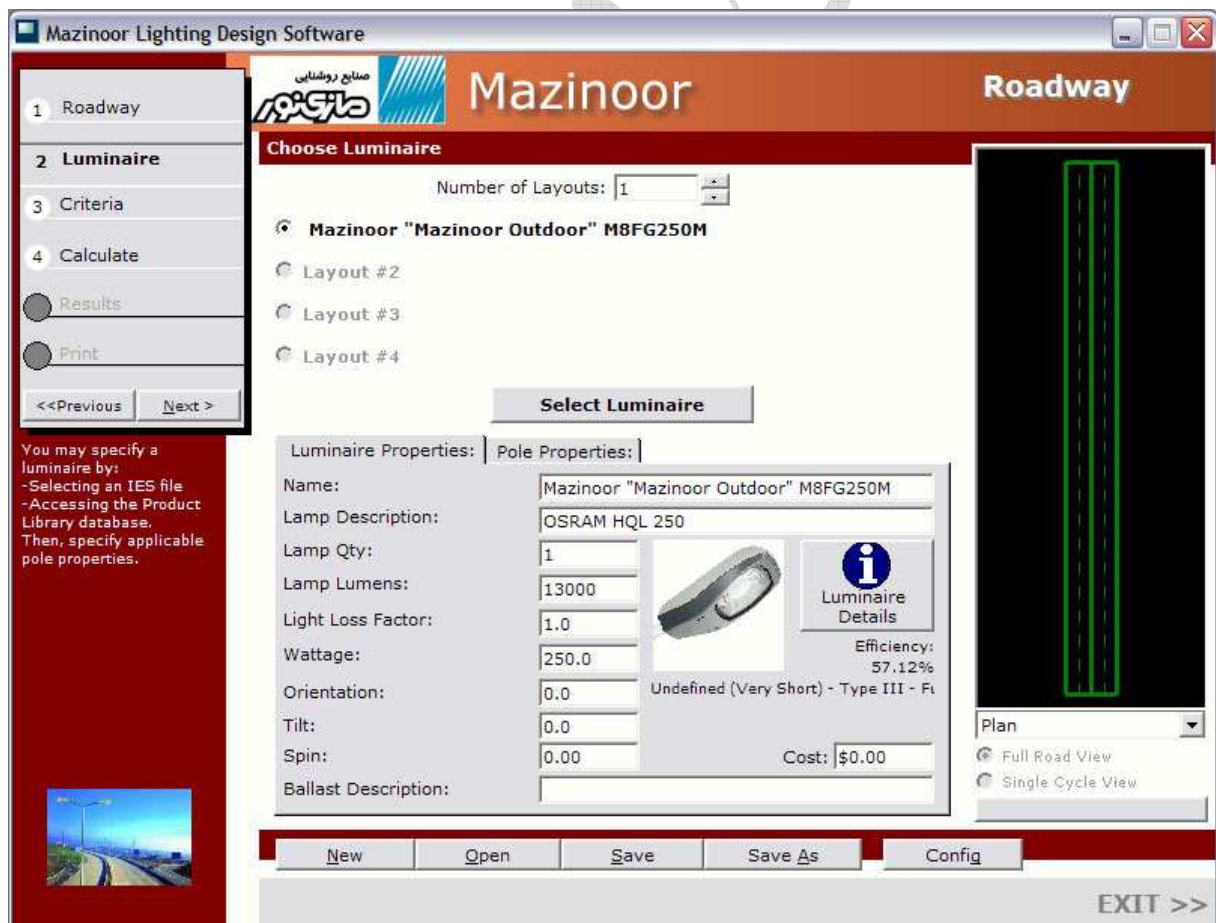 Mazinoor Lighting Design Software
1 Roadway
2 Luminaire
3 Criteria
4 Calculate
Results
Print
<<Previous Next >
You may specify a
luminaire by:
-Selecting an IES file
-Accessing the Product
Library database.
Then, specify applicable
pole properties.
صنایع روشنایی
مازی‌نور
Mazinoor
Roadway
Choose Luminaire
Number of Layouts: 1
Mazinoor "Mazinoor Outdoor" M8FG250M
Layout #2
Layout #3
Layout #4
Select Luminaire
Luminaire Properties: Pole Properties:
Name: Mazinoor "Mazinoor Outdoor" M8FG250M
Lamp Description: OSRAM HQL 250
Lamp Qty: 1
Lamp Lumens: 13000
Light Loss Factor: 1.0
Wattage: 250.0
Orientation: 0.0
Tilt: 0.0
Spin: 0.00
Ballast Description:
Luminaire
Details
Efficiency:
57.12%
Undefined (Very Short) - Type III - Fu
Cost: $0.00
Plan
Full Road View
Single Cycle View
New Open Save Save As Config
EXIT >>